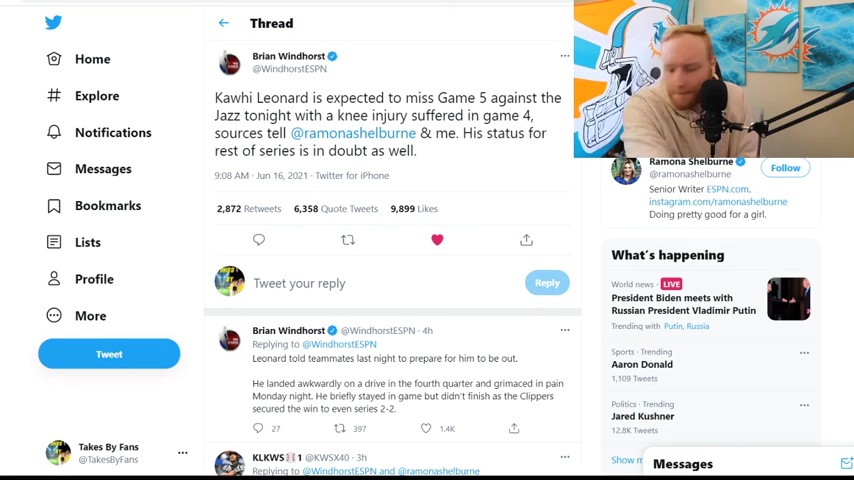 Home
Explore
Notifications
Messages
Bookmarks
Lists
Profile
More
Tweet
Takes By Fans
@TakesByFans
Thread
Brian Windhorst
@WindhorstESPN
Kawhi Leonard is expected to miss Game 5 against the
Jazz tonight with a knee injury suffered in game 4,
sources tell @ramonashelburne & me. His status for
rest of series is in doubt as well.
9:08 AM · Jun 16, 2021 · Twitter for iPhone
2,872 Retweets 6,358 Quote Tweets 9,899 Likes
Tweet your reply
Reply
Brian Windhorst @WindhorstESPN · 4h
Replying to @WindhorstESPN
Leonard told teammates last night to prepare for him to be out.
He landed awkwardly on a drive in the fourth quarter and grimaced in pain
Monday night. He briefly stayed in game but didn't finish as the Clippers
secured the win to even series 2-2.
27 397 1.4K
KLKWS⚾1 @KWSX40 · 3h
Replying to @WindhorstESPN and @ramonashelburne
Ramona Shelburne
@ramonashelburne
Follow
Senior Writer ESPN.com.
instagram.com/ramonashelburne
Doing pretty good for a girl.
What's happening
World news · LIVE
President Biden meets with
Russian President Vladimir Putin
Trending with Putin, Russia
Sports · Trending
Aaron Donald
1,109 Tweets
Politics · Trending
Jared Kushner
12.8K Tweets
Show
Messages